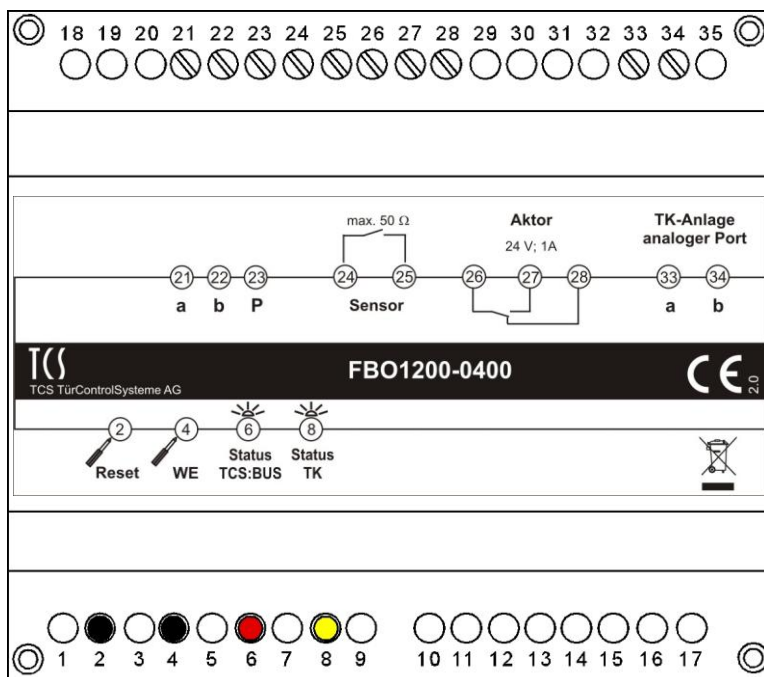 18 19 20 21 22 23 24 25 26 27 28 29 30 31 32 33 34 35
max. 50 Ω
Aktor
24 V; 1A
TK-Anlage
analoger Port
21 22 23 24 25 26 27 28 33 34
a b P Sensor a b
TCS
TCS TürControlSysteme AG
FBO1200-0400
CE
2.0
2 4 6 8
Reset WE
Status
TCS:BUS
Status
TK
1 2 3 4 5 6 7 8 9 10 11 12 13 14 15 16 17